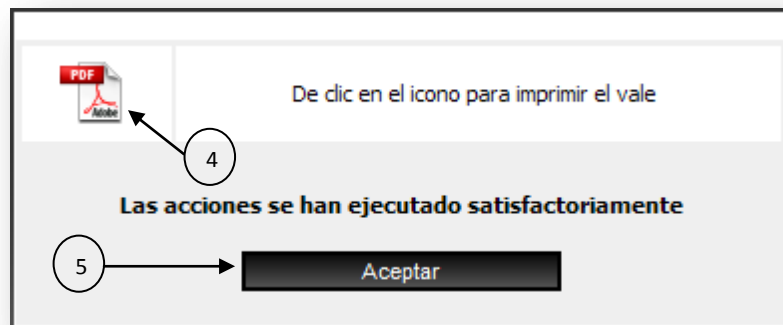 PDF
Adobe
De clic en el icono para imprimir el vale
4
Las acciones se han ejecutado satisfactoriamente
5
Aceptar